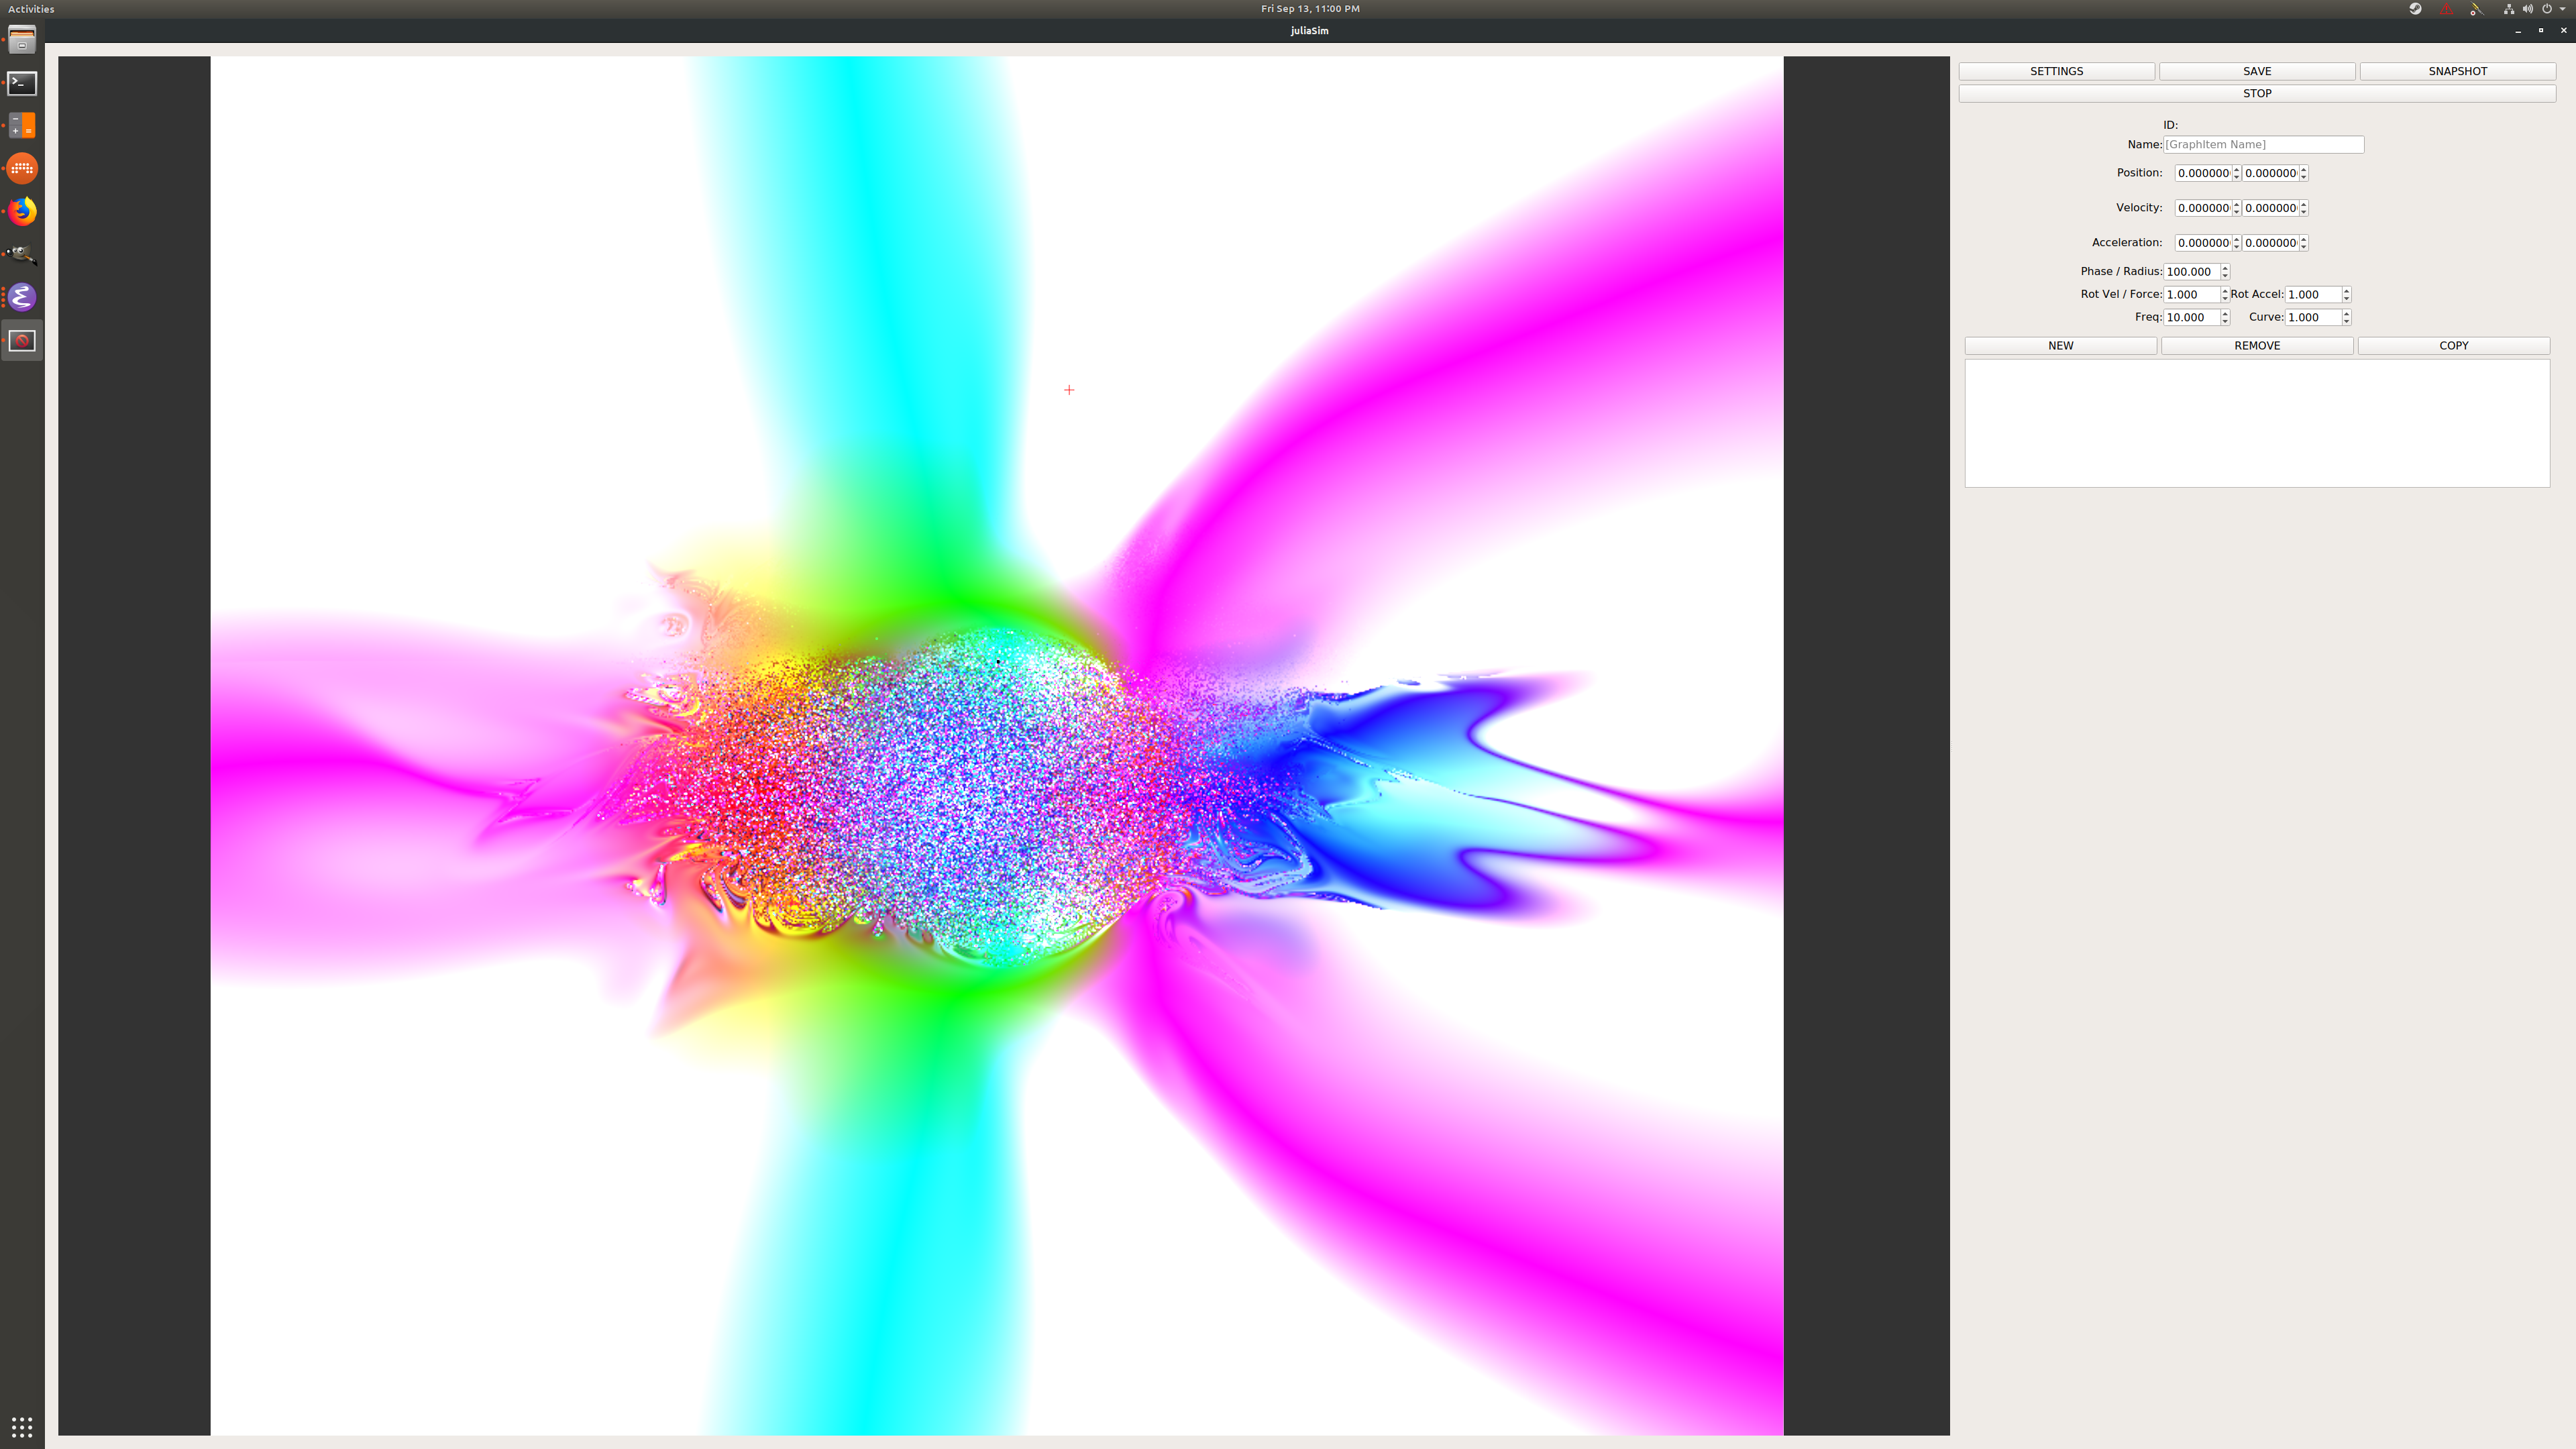 Activities
Fri Sep 13, 11:00 PM
juliaSim
SETTINGS SAVE SNAPSHOT
STOP
ID:
Name: [GraphItem Name]
Position: 0.000000 0.000000
Velocity: 0.000000 0.000000
Acceleration: 0.000000 0.000000
Phase / Radius: 100.000
Rot Vel / Force: 1.000 Rot Accel: 1.000
Freq: 10.000 Curve: 1.000
NEW REMOVE COPY